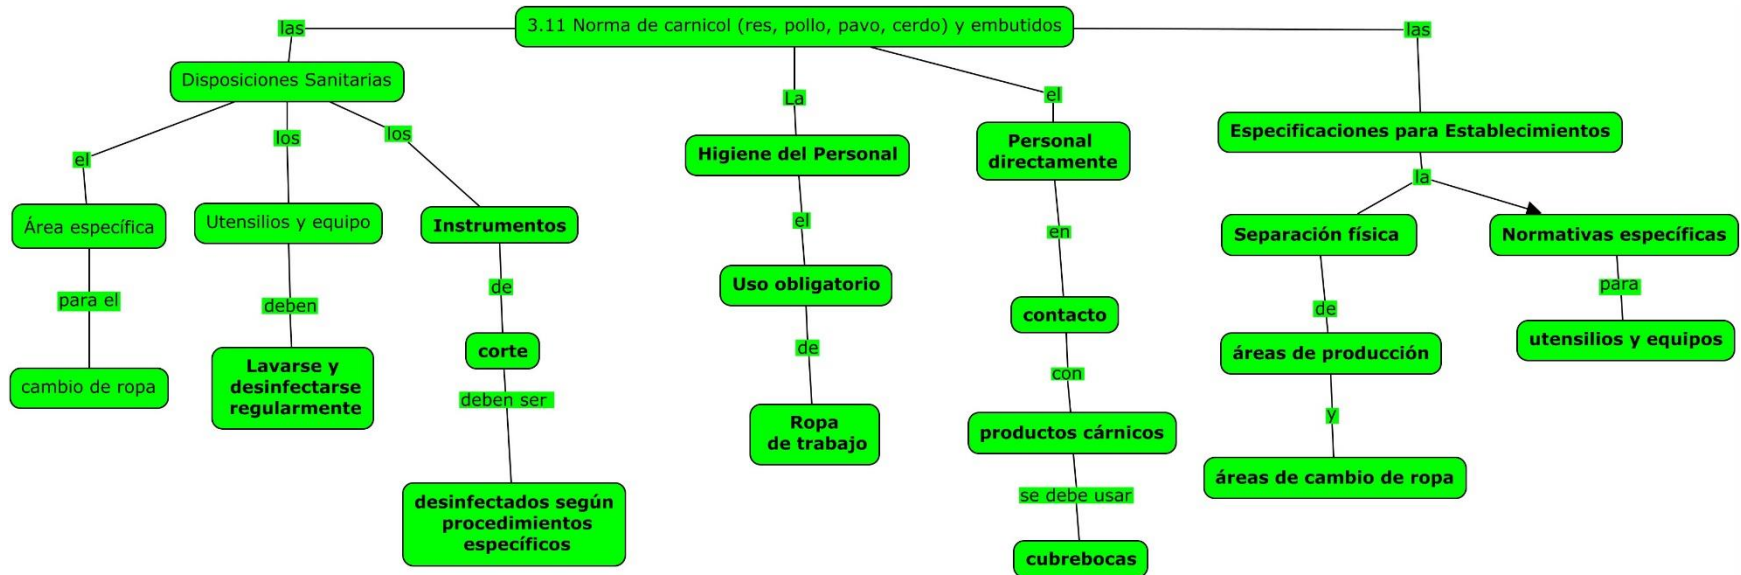 3.11 Norma de carnicol (res, pollo, pavo, cerdo) y embutidos
las
Disposiciones Sanitarias
el
Área específica
para el
cambio de ropa
los
Utensilios y equipo
deben
Lavarse y
desinfectarse
regularmente
los
Instrumentos
de
corte
deben ser
desinfectados según
procedimientos
específicos
La
Higiene del Personal
el
Uso obligatorio
de
Ropa
de trabajo
el
Personal
directamente
en
contacto
con
productos cárnicos
se debe usar
cubrebocas
las
Especificaciones para Establecimientos
la
Separación física
de
áreas de producción
y
áreas de cambio de ropa
Normativas específicas
para
utensilios y equipos